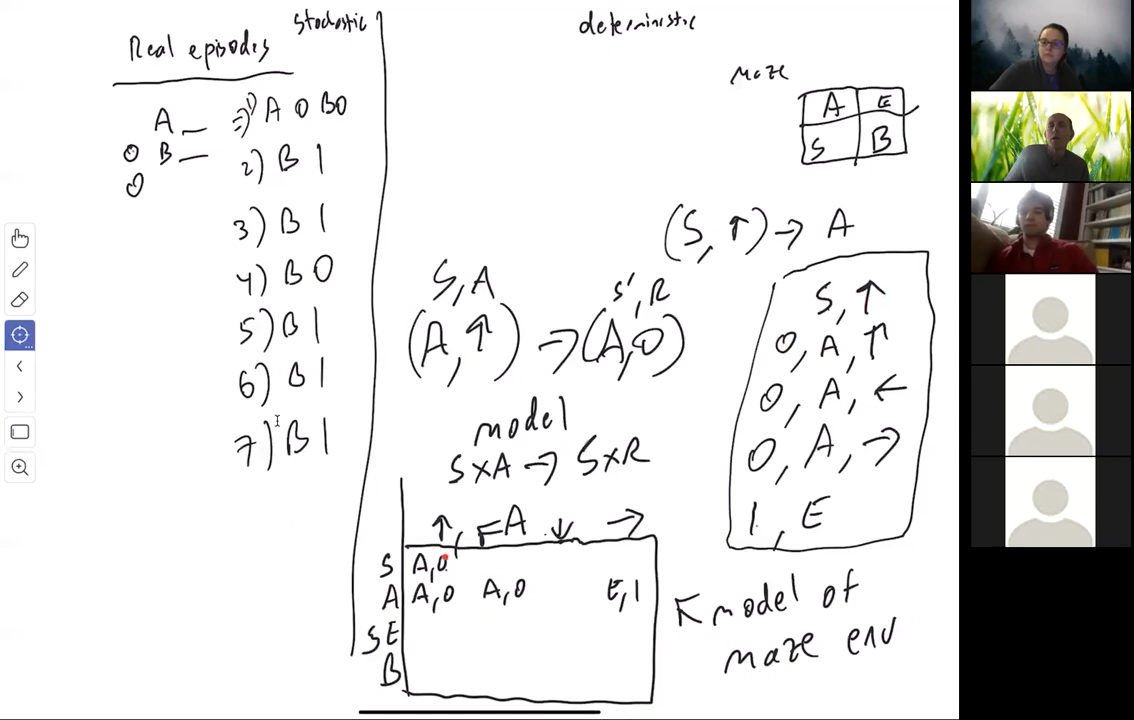 stochastic
Real episodes
A
0 B
0
1) A 0 B 0
2) B 1
3) B 1
4) B 0
5) B 1
6) B 1
7) B 1
deterministic
maze
A E
S B
(S, ↑) → A
S, A
S', R
(A, ↑) → (A, 0)
model
S x A → S x R
↑, ← A ↓ →
S A, 0
A A, 0 A, 0 E, 1
S E
B
S, ↑
0, A, ↑
0, A, ←
0, A, →
1, E
← model of
maze env